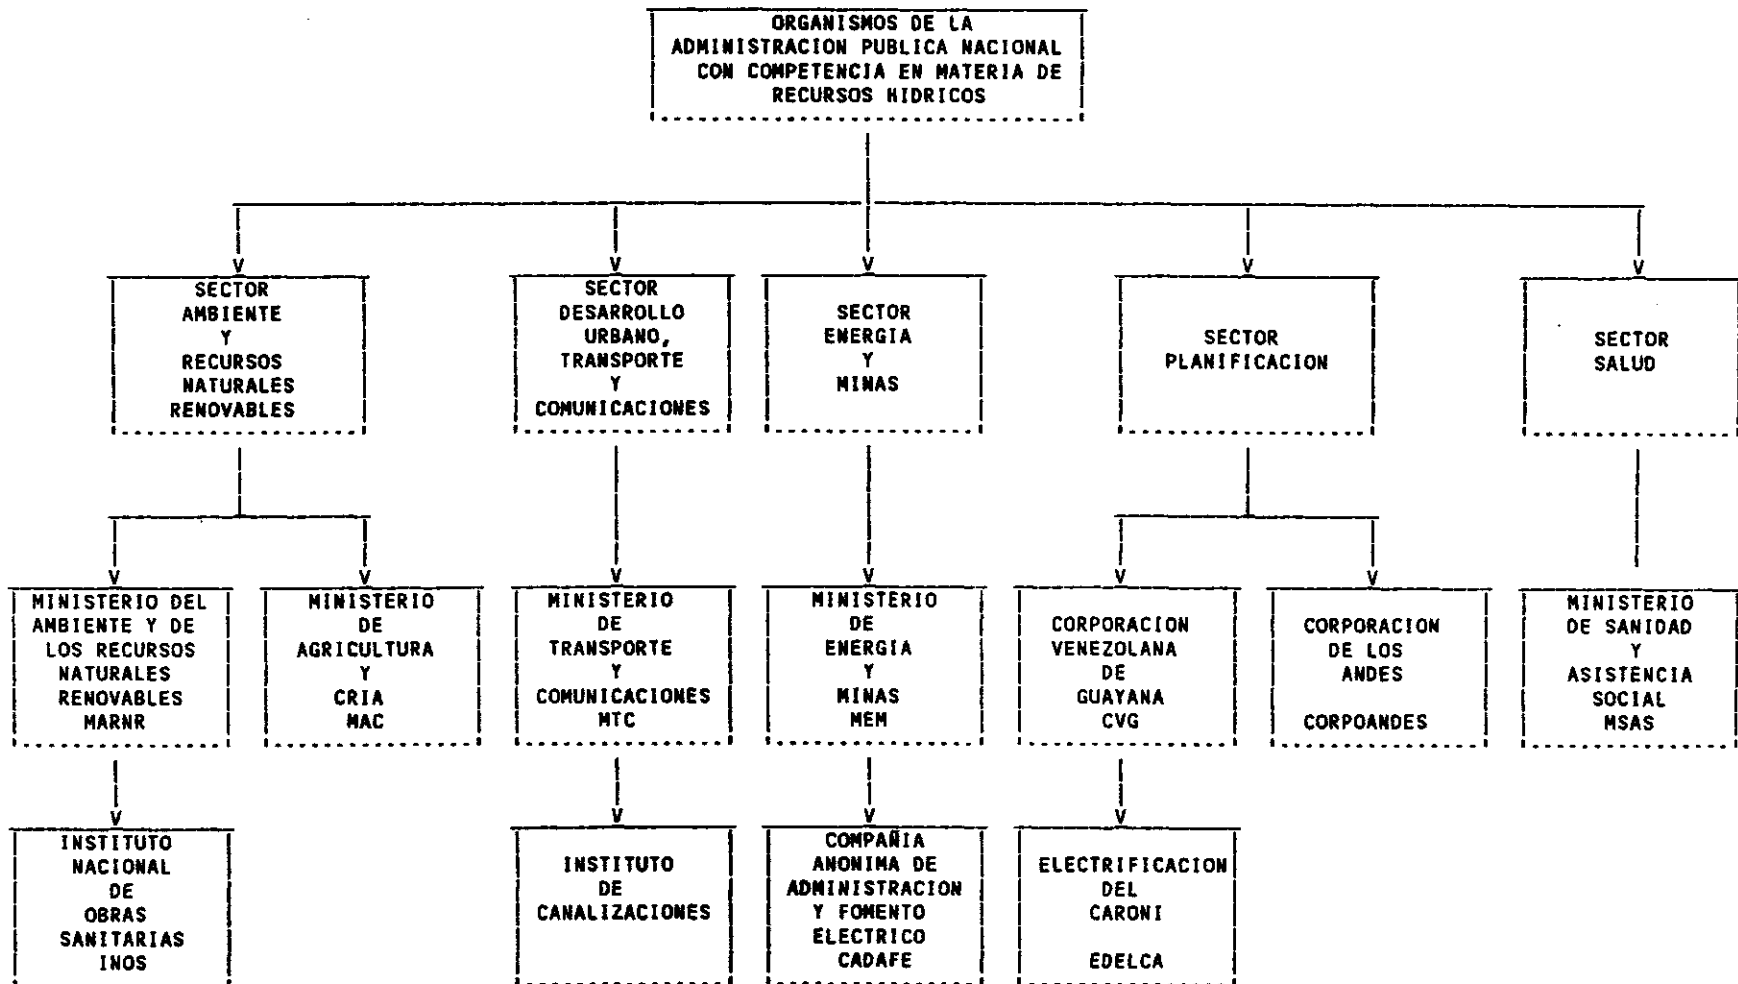 ORGANISMOS DE LA
ADMINISTRACION PUBLICA NACIONAL
CON COMPETENCIA EN MATERIA DE
RECURSOS HIDRICOS
SECTOR
AMBIENTE
Y
RECURSOS
NATURALES
RENOVABLES
SECTOR
DESARROLLO
URBANO,
TRANSPORTE
Y
COMUNICACIONES
SECTOR
ENERGIA
Y
MINAS
SECTOR
PLANIFICACION
SECTOR
SALUD
MINISTERIO DEL
AMBIENTE Y DE
LOS RECURSOS
NATURALES
RENOVABLES
MARNR
MINISTERIO
DE
AGRICULTURA
Y
CRIA
MAC
MINISTERIO
DE
TRANSPORTE
Y
COMUNICACIONES
MTC
MINISTERIO
DE
ENERGIA
Y
MINAS
MEM
CORPORACION
VENEZOLANA
DE
GUAYANA
CVG
CORPORACION
DE LOS
ANDES
CORPOANDES
MINISTERIO
DE SANIDAD
Y
ASISTENCIA
SOCIAL
MSAS
INSTITUTO
NACIONAL
DE
OBRAS
SANITARIAS
INOS
INSTITUTO
DE
CANALIZACIONES
COMPAÑIA
ANONIMA DE
ADMINISTRACION
Y FOMENTO
ELECTRICO
CADAFE
ELECTRIFICACION
DEL
CARONI
EDELCA